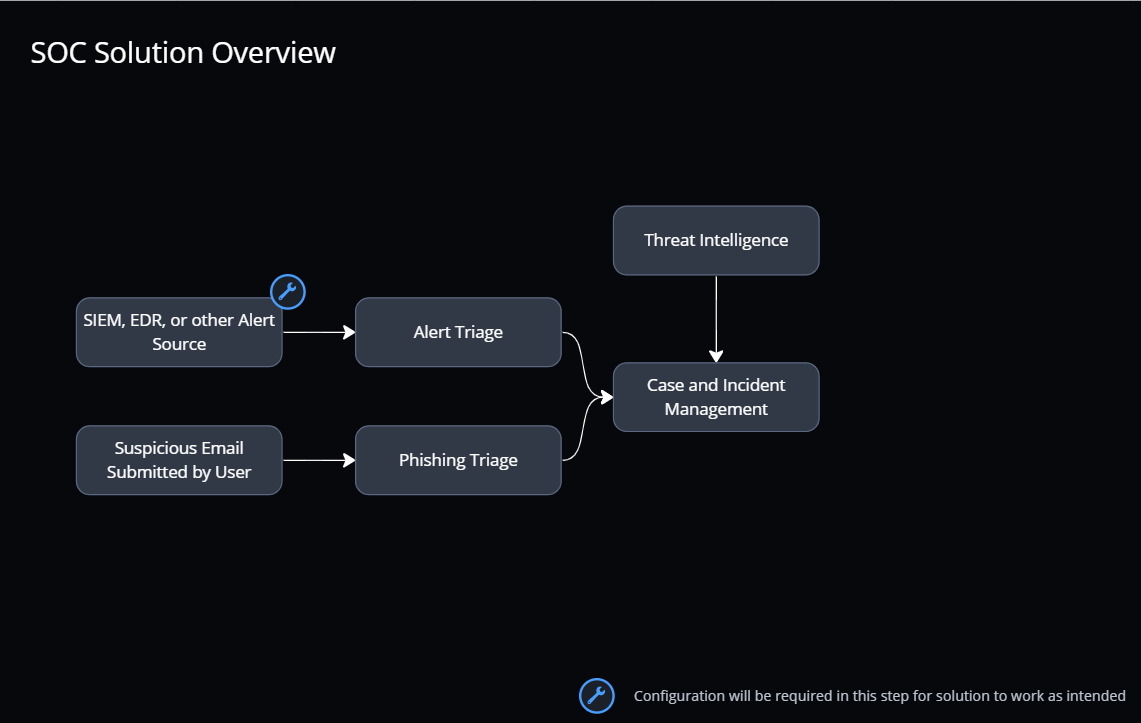 SOC Solution Overview
Threat Intelligence
SIEM, EDR, or other Alert
Source
Alert Triage
Case and Incident
Management
Suspicious Email
Submitted by User
Phishing Triage
Configuration will be required in this step for solution to work as intended